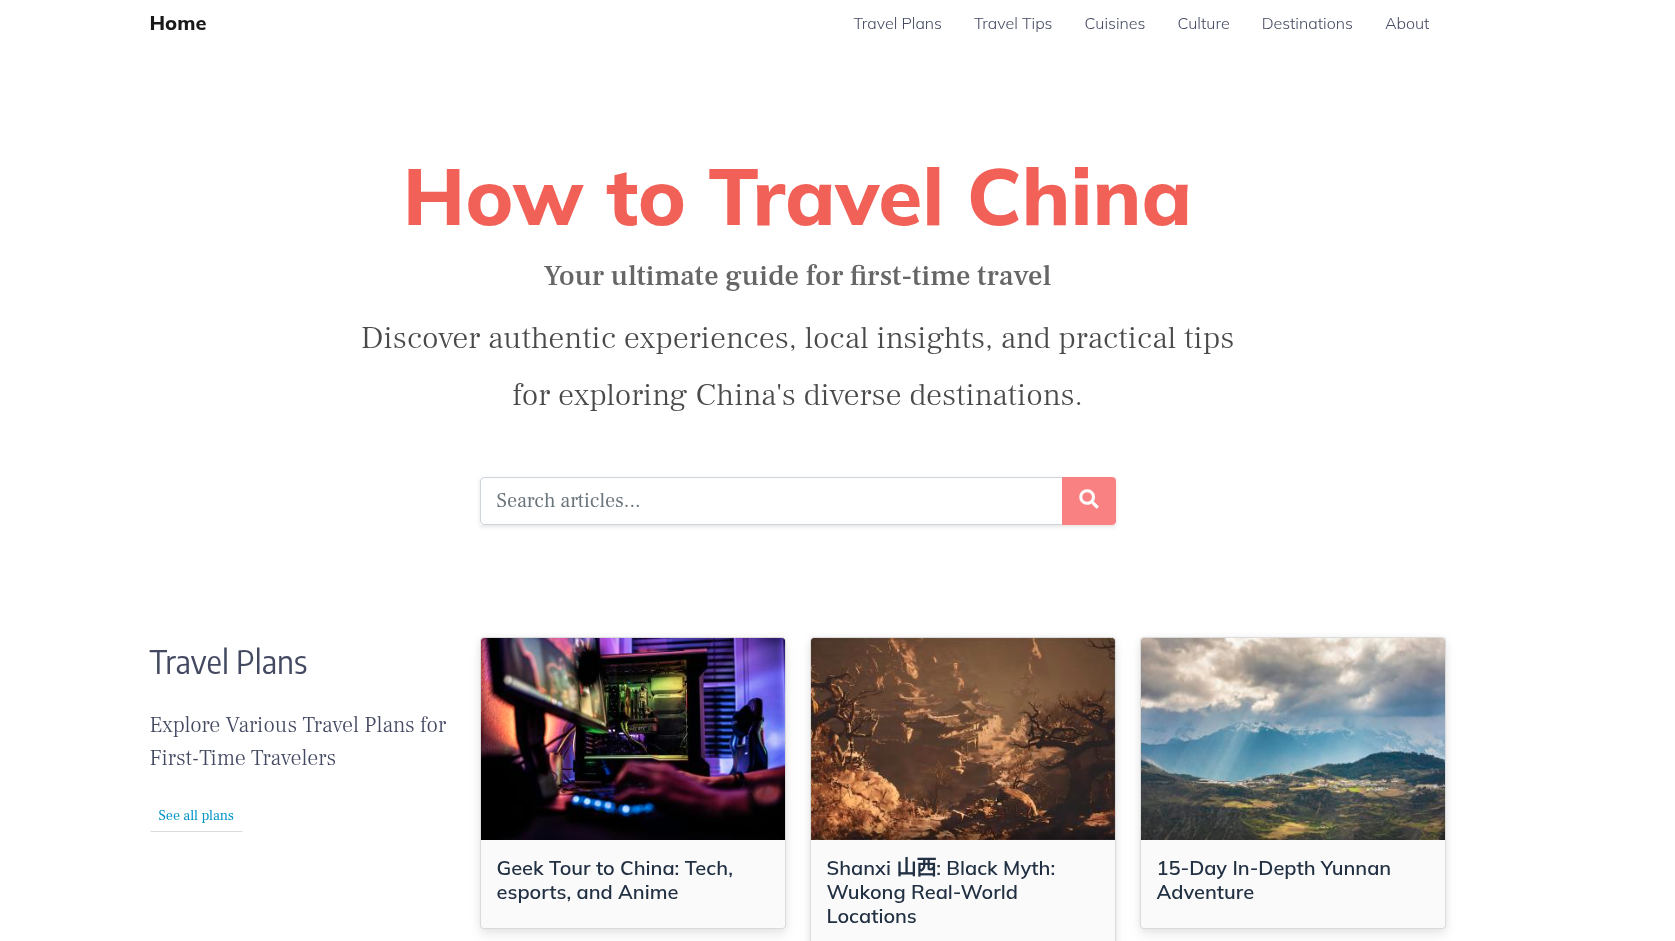 Home
Travel Plans
Travel Tips
Cuisines
Culture
Destinations
About
How to Travel China
Your ultimate guide for first-time travel
Discover authentic experiences, local insights, and practical tips
for exploring China's diverse destinations.
Search articles...
Travel Plans
Explore Various Travel Plans for
First-Time Travelers
See all plans
Geek Tour to China: Tech,
esports, and Anime
Shanxi 山西: Black Myth:
Wukong Real-World
Locations
15-Day In-Depth Yunnan
Adventure